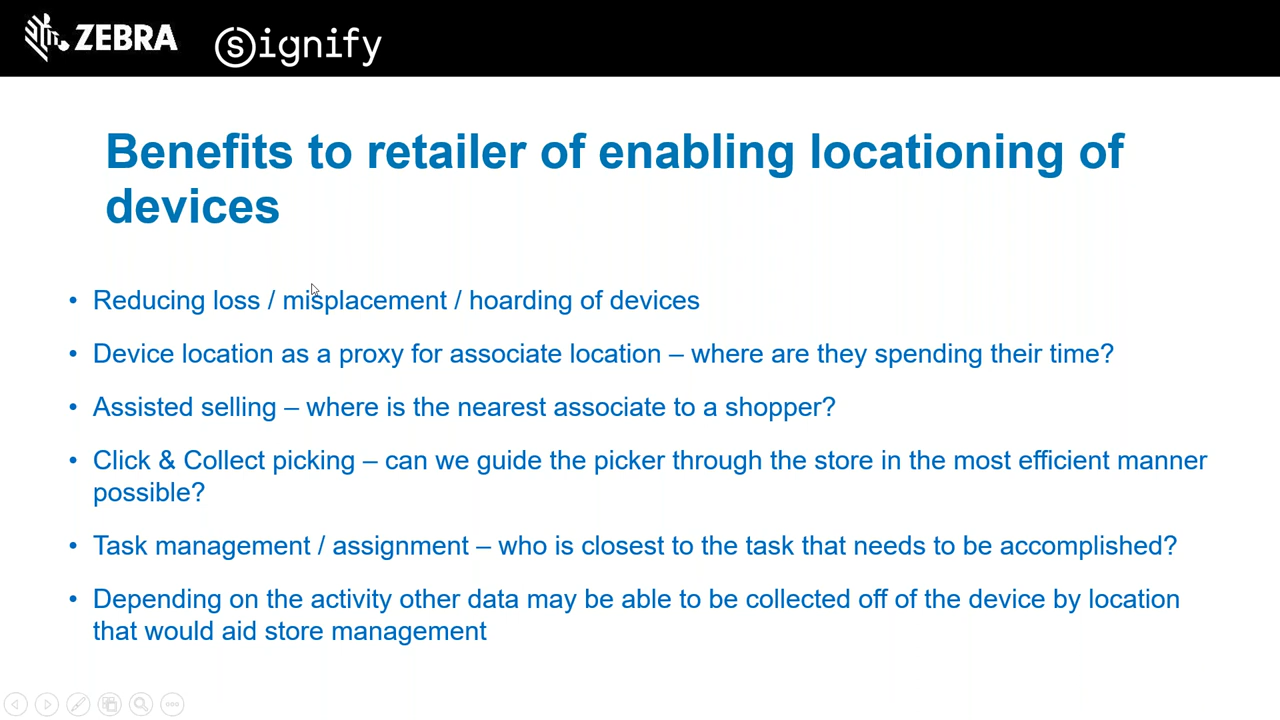 ZEBRA signify
Benefits to retailer of enabling locationing of
devices
• Reducing loss / misplacement / hoarding of devices
• Device location as a proxy for associate location – where are they spending their time?
• Assisted selling – where is the nearest associate to a shopper?
• Click & Collect picking – can we guide the picker through the store in the most efficient manner
possible?
• Task management / assignment – who is closest to the task that needs to be accomplished?
• Depending on the activity other data may be able to be collected off of the device by location
that would aid store management